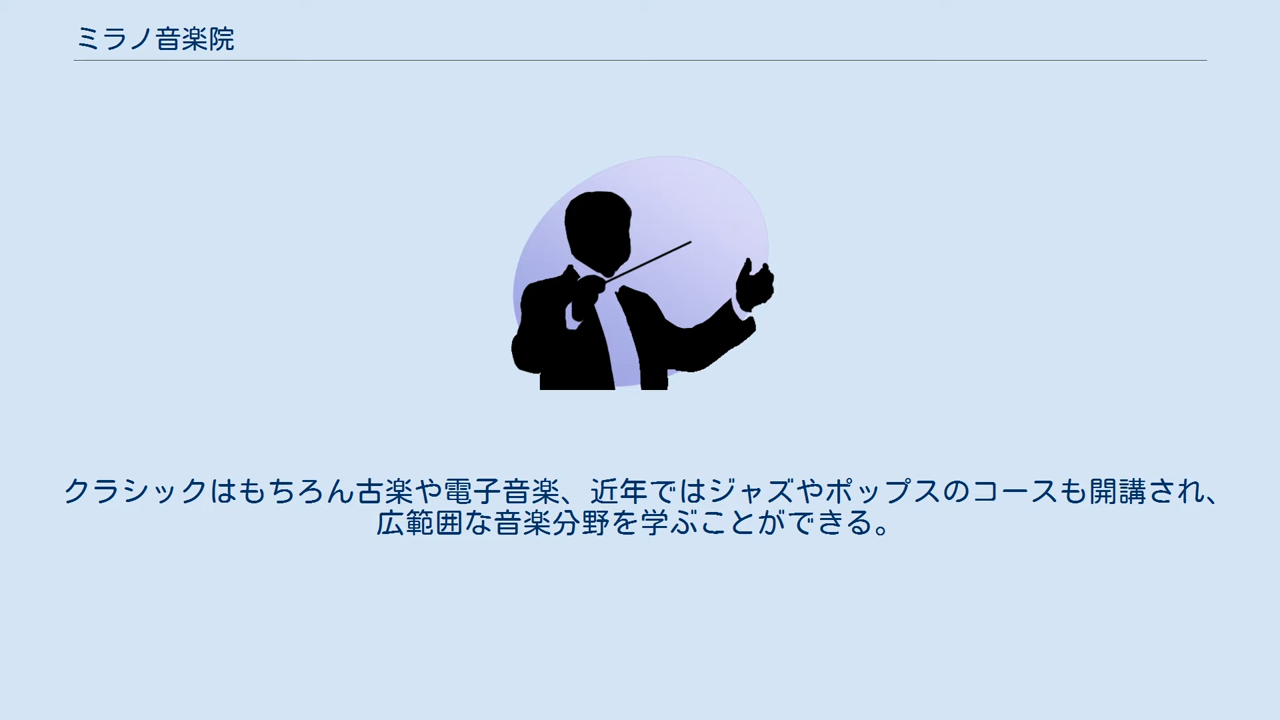 ミラノ音楽院
クラシックはもちろん古楽や電子音楽、近年ではジャズやポップスのコースも開講され、
広範囲な音楽分野を学ぶことができる。